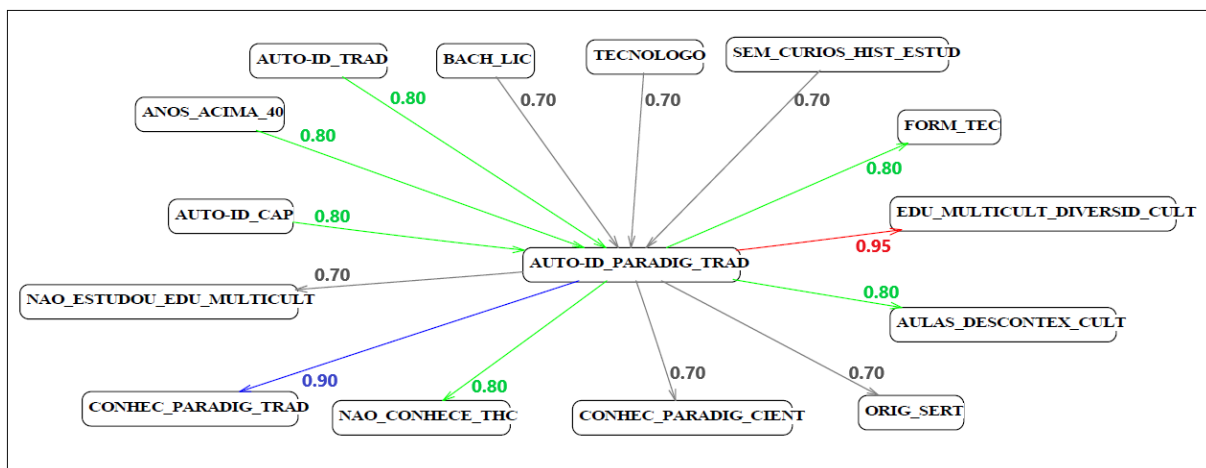 AUTO-ID_TRAD
BACH_LIC
TECNOLOGO
SEM_CURIOS_HIST_ESTUD
ANOS_ACIMA_40
0.80
0.70
0.70
0.70
FORM_TEC
0.80
0.80
AUTO-ID_CAP
0.80
EDU_MULTICULT_DIVERSID_CULT
0.95
AUTO-ID_PARADIG_TRAD
0.70
NAO_ESTUDOU_EDU_MULTICULT
0.80
AULAS_DESCONTEX_CULT
0.90
0.80
0.70
0.70
CONHEC_PARADIG_TRAD
NAO_CONHECE_THC
CONHEC_PARADIG_CIENT
ORIG_SERT